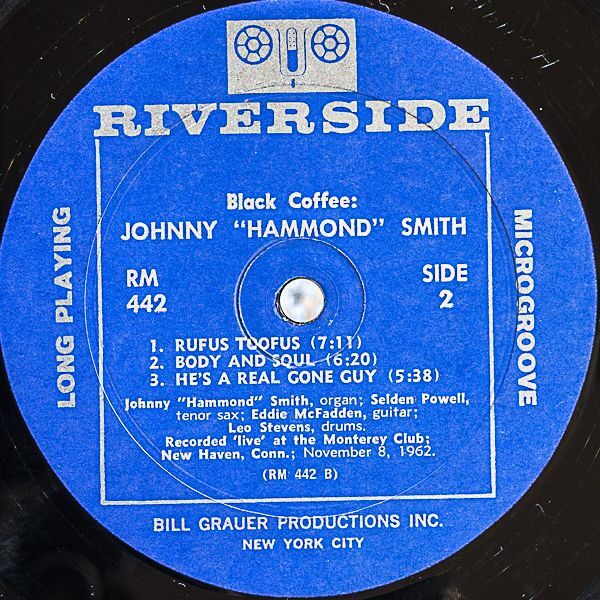 RIVERSIDE
Black Coffee:
JOHNNY "HAMMOND" SMITH
RM
442
SIDE
2
LONG PLAYING
MICROGROOVE
1. RUFUS TOOFUS (7:11)
2. BODY AND SOUL (6:20)
3. HE'S A REAL GONE GUY (5:38)
Johnny "Hammond" Smith, organ; Selden Powell,
tenor sax; Eddie McFadden, guitar;
Leo Stevens, drums.
Recorded 'live' at the Monterey Club;
New Haven, Conn.; November 8, 1962.
(RM 442 B)
BILL GRAUER PRODUCTIONS INC.
NEW YORK CITY